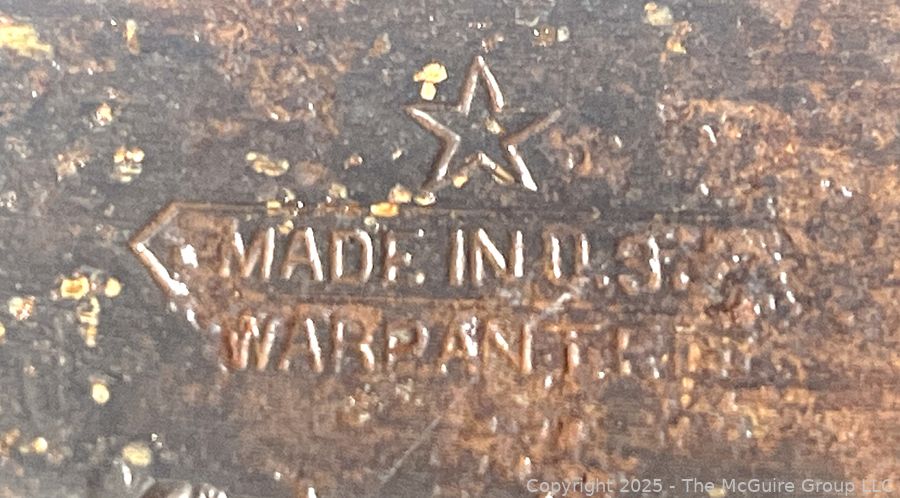 MADE IN U.S.A.
WARRANTED
Copyright 2025 - The McGuire Group LLC